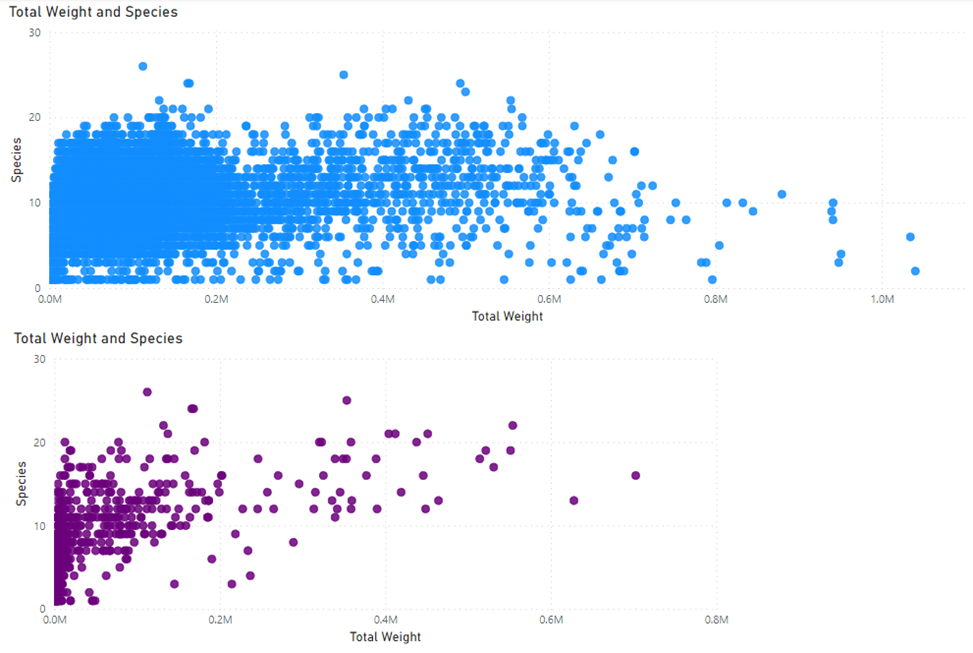 Total Weight and Species
30
20
10
0
Species
0.0M 0.2M 0.4M 0.6M 0.8M 1.0M
Total Weight
Total Weight and Species
30
20
10
0
Species
0.0M 0.2M 0.4M 0.6M 0.8M
Total Weight